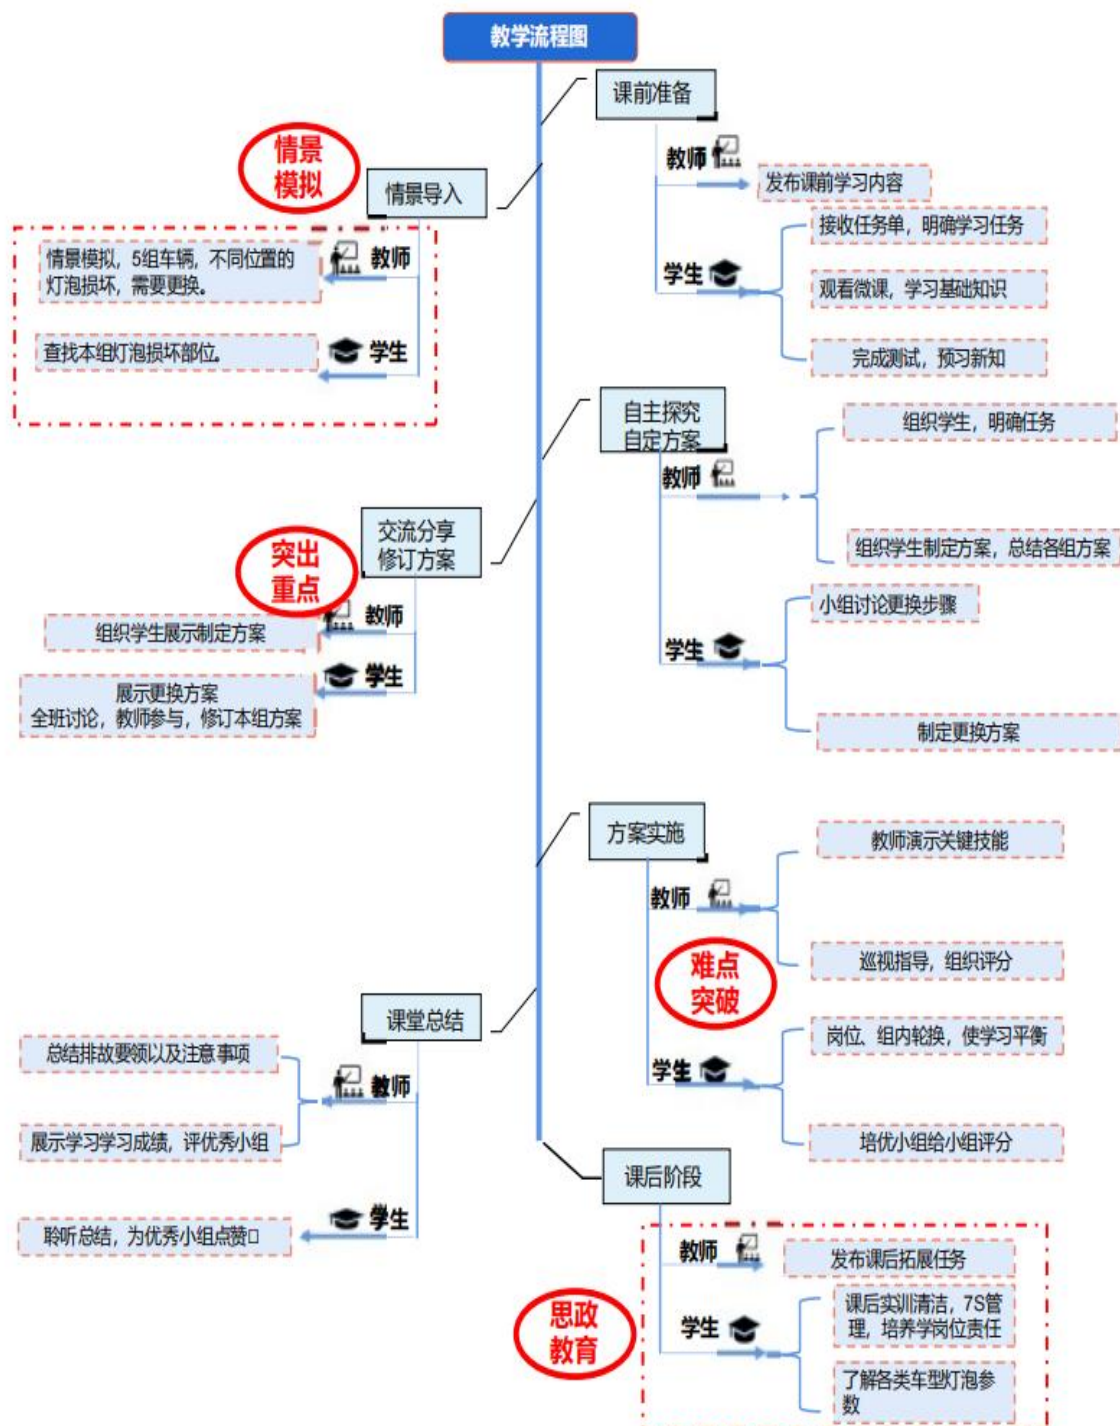 教学流程图
课前准备
教师
发布课前学习内容
学生
接收任务单，明确学习任务
观看微课，学习基础知识
完成测试，预习新知
情景
模拟
情景导入
教师
情景模拟，5组车辆，不同位置的
灯泡损坏，需要更换。
学生
查找本组灯泡损坏部位。
自主探究
自定方案
教师
组织学生，明确任务
组织学生制定方案，总结各组方案
学生
小组讨论更换步骤
制定更换方案
突出
重点
交流分享
修订方案
教师
组织学生展示制定方案
学生
展示更换方案
全班讨论，教师参与，修订本组方案
方案实施
教师
教师演示关键技能
巡视指导，组织评分
难点
突破
学生
岗位、组内轮换，使学习平衡
培优小组给小组评分
课堂总结
教师
总结排故要领以及注意事项
展示学习学习成绩，评优秀小组
学生
聆听总结，为优秀小组点赞□
课后阶段
教师
发布课后拓展任务
思政
教育
学生
课后实训清洁，7S管
理，培养学岗位责任
了解各类车型灯泡参
数